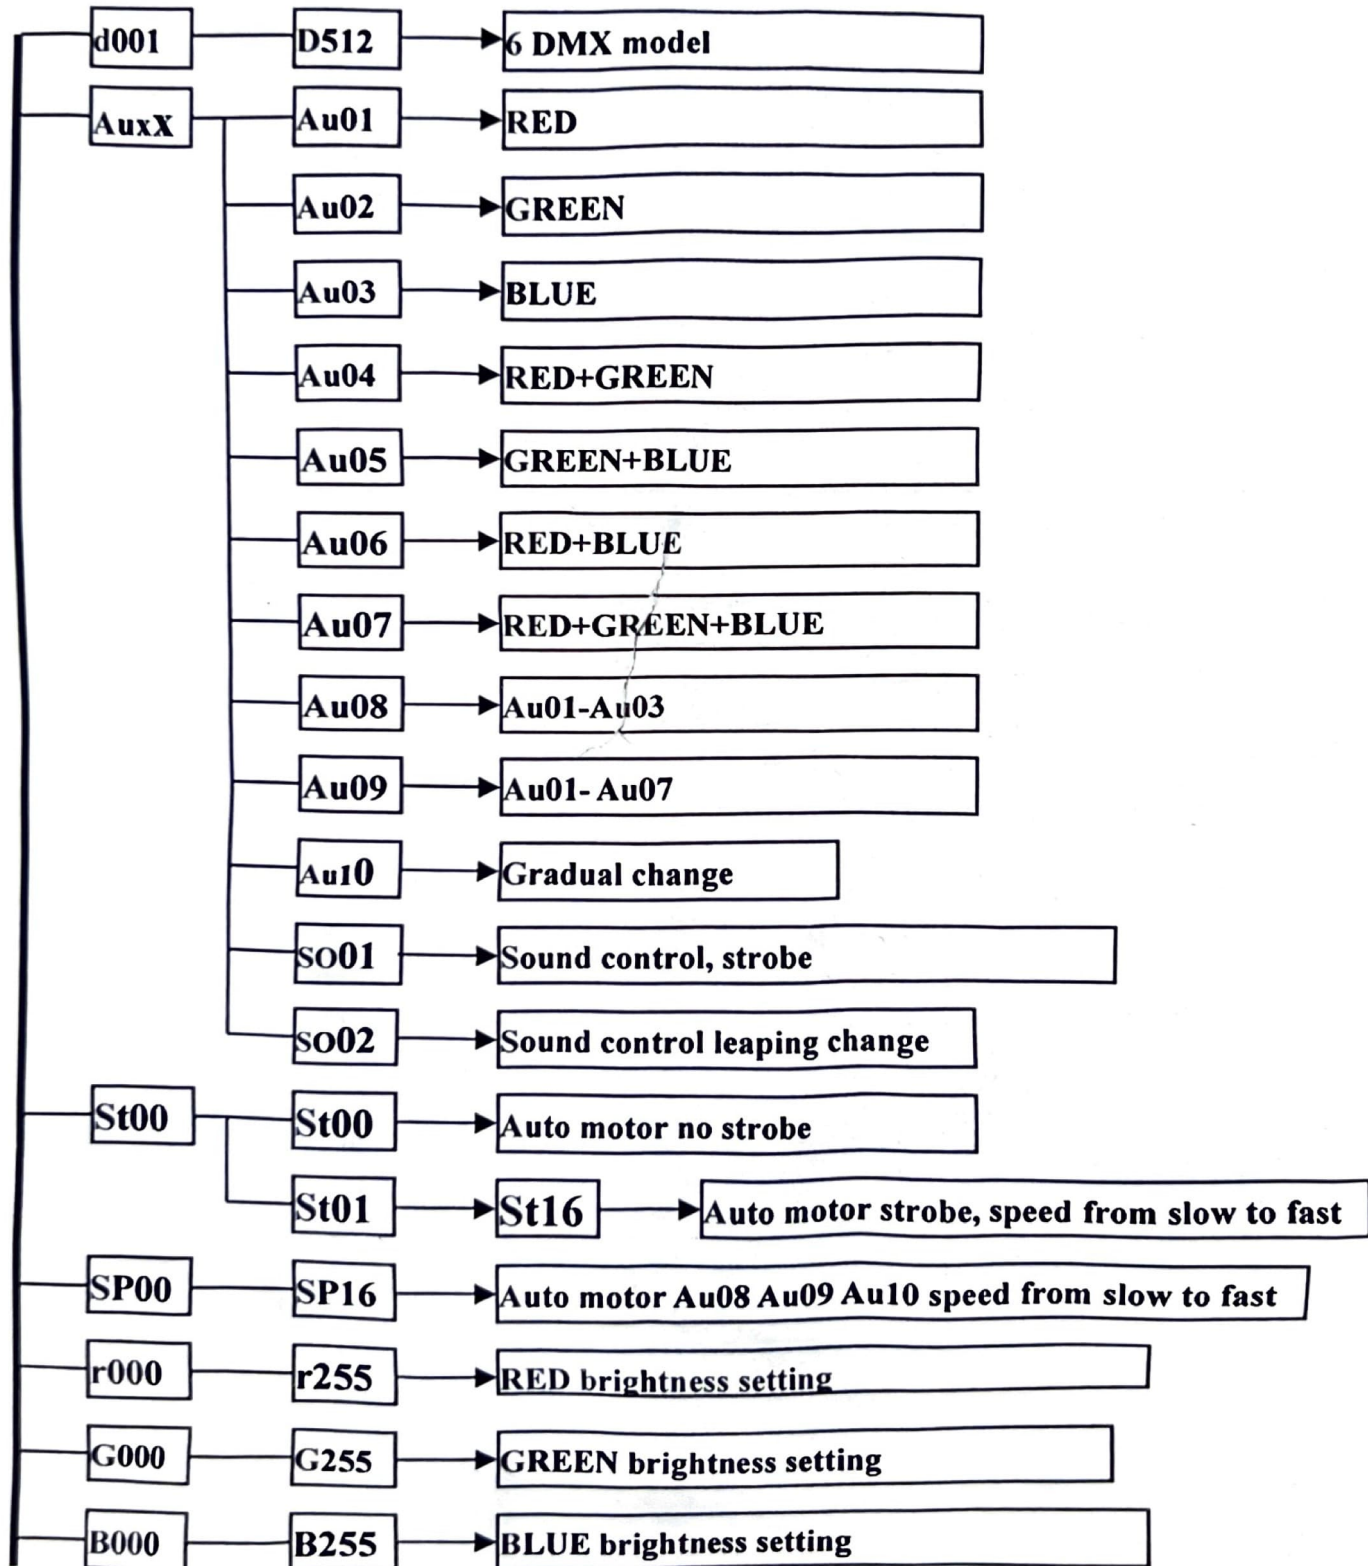 d001 D512 6 DMX model
AuxX Au01 RED
Au02 GREEN
Au03 BLUE
Au04 RED+GREEN
Au05 GREEN+BLUE
Au06 RED+BLUE
Au07 RED+GREEN+BLUE
Au08 Au01-Au03
Au09 Au01- Au07
Au10 Gradual change
SO01 Sound control, strobe
SO02 Sound control leaping change
St00 St00 Auto motor no strobe
St01 St16 Auto motor strobe, speed from slow to fast
SP00 SP16 Auto motor Au08 Au09 Au10 speed from slow to fast
r000 r255 RED brightness setting
G000 G255 GREEN brightness setting
B000 B255 BLUE brightness setting